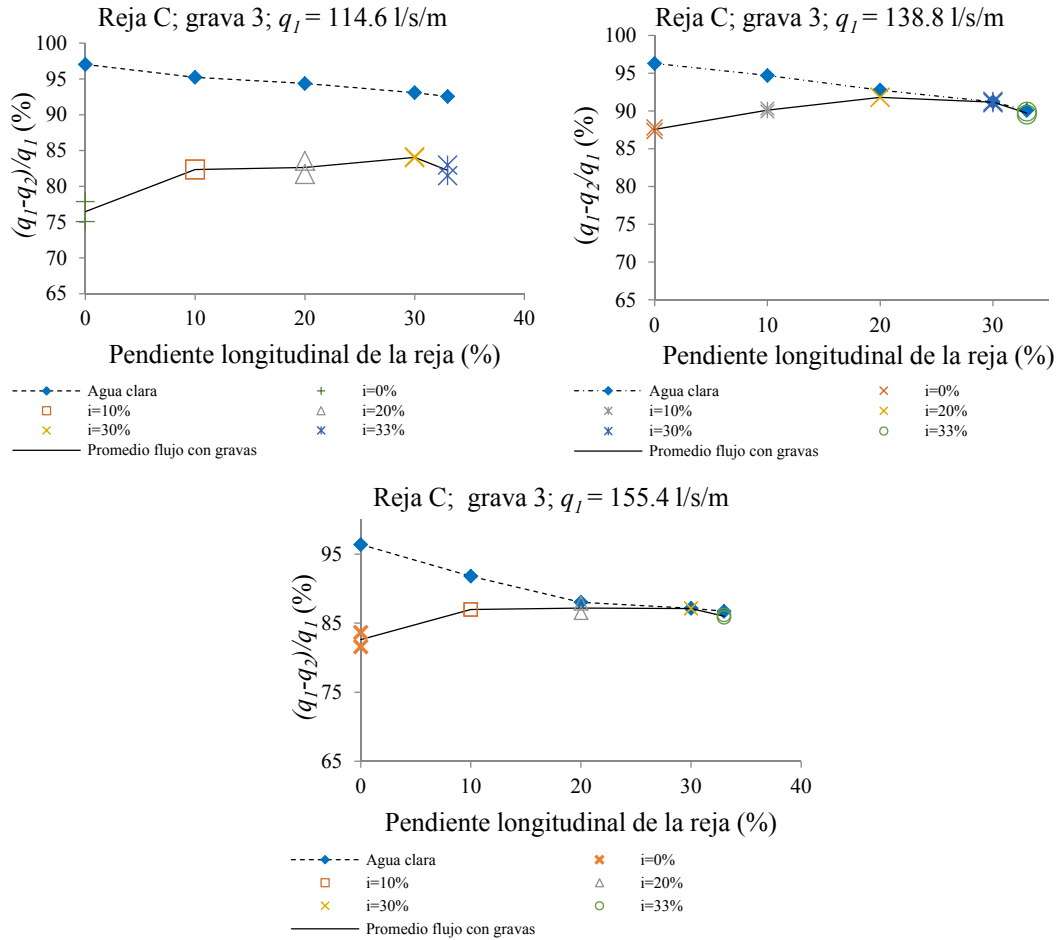 Reja C; grava 3; q1 = 114.6 l/s/m
(q1-q2)/q1 (%)
100
95
90
85
80
75
70
65
0
10
20
30
40
Pendiente longitudinal de la reja (%)
Agua clara
i=0%
i=10%
i=20%
i=30%
i=33%
Promedio flujo con gravas
Reja C; grava 3; q1 = 138.8 l/s/m
(q1-q2/q1 (%)
100
95
90
85
80
75
70
65
0
10
20
30
Pendiente longitudinal de la reja (%)
Agua clara
i=0%
i=10%
i=20%
i=30%
i=33%
Promedio flujo con gravas
Reja C; grava 3; q1 = 155.4 l/s/m
(q1-q2)/q1 (%)
95
85
75
65
0
10
20
30
40
Pendiente longitudinal de la reja (%)
Agua clara
i=0%
i=10%
i=20%
i=30%
i=33%
Promedio flujo con gravas